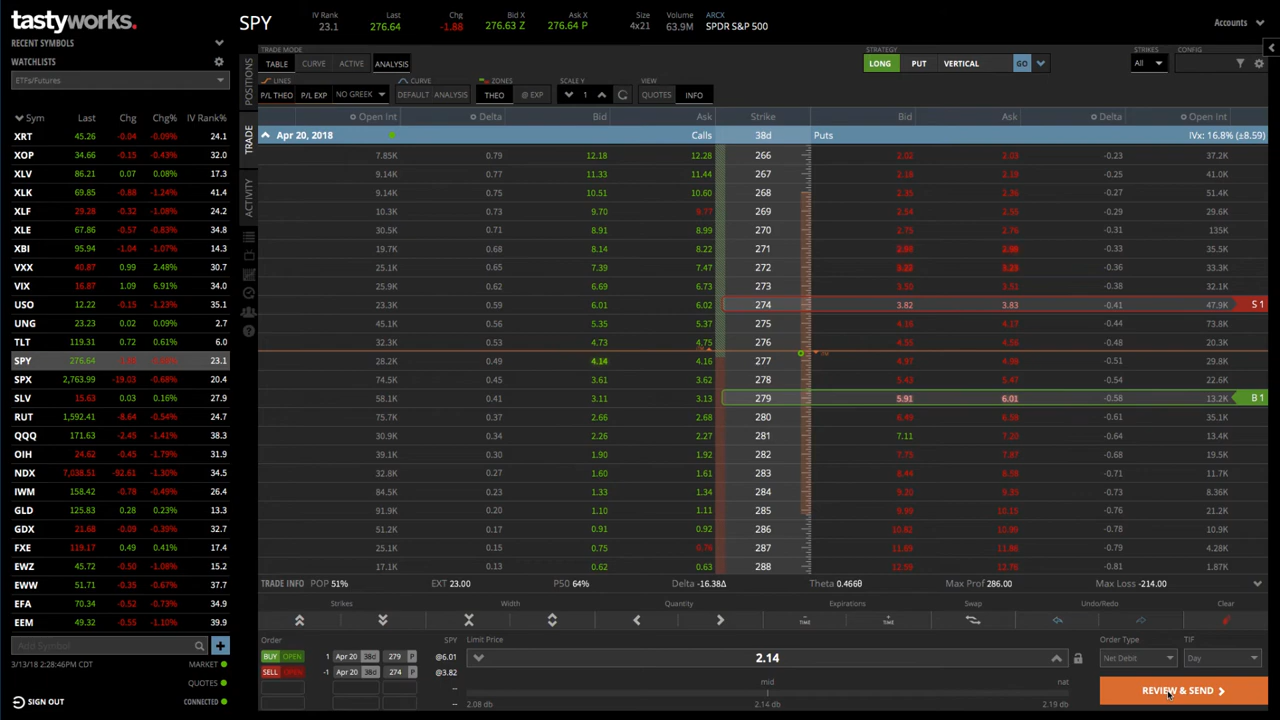 tastyworks.
RECENT SYMBOLS
WATCHLISTS
ETFs/Futures
Sym Last Chg Chg% IV Rank%
XRT 45.26 -0.04 -0.09% 24.1
XOP 34.66 -0.15 -0.43% 32.0
XLV 86.21 0.07 0.08% 17.3
XLK 69.85 -0.88 -1.24% 41.4
XLF 29.28 -0.32 -1.08% 24.2
XLE 67.86 -0.57 -0.83% 34.8
XBI 95.94 -1.04 -1.07% 14.3
VXX 40.87 0.99 2.48% 30.7
VIX 16.87 1.09 6.91% 34.0
USO 12.22 -0.15 -1.23% 35.1
UNG 23.23 0.02 0.09% 2.7
TLT 119.31 0.72 0.61% 6.0
SPY 276.64 23.1
SPX 2,763.99 -19.03 -0.68% 20.4
SLV 15.63 0.03 0.16% 27.9
RUT 1,592.41 -8.64 -0.54% 24.7
QQQ 171.63 -2.45 -1.41% 38.3
OIH 24.62 -0.45 -1.79% 31.9
NDX 7,038.51 -92.61 -1.30% 34.5
IWM 158.42 -0.78 -0.49% 26.4
GLD 125.83 0.28 0.23% 13.3
GDX 21.68 -0.09 -0.39% 32.7
FXE 119.17 0.49 0.41% 17.4
EWZ 45.72 -0.50 -1.08% 15.2
EWW 51.71 -0.35 -0.67% 37.7
EFA 70.34 -0.52 -0.73% 34.9
EEM 49.32 -0.55 -1.10% 39.9
Add Symbol
3/13/18 2:28:46PM CDT MARKET
QUOTES
SIGN OUT CONNECTED
SPY
IV Rank 23.1
Last 276.64
Chg -1.88
Bid X 276.63 Z
Ask X 276.64 P
Size 4x21
Volume 63.9M
ARCX
SPDR S&P 500
Accounts
POSITIONS
TRADE
ACTIVITY
TRADE MODE
TABLE CURVE ACTIVE ANALYSIS
STRATEGY
LONG PUT VERTICAL GO
STRIKES
All
CONFIG
LINES CURVE ZONES SCALE Y VIEW
P/L THEO P/L EXP NO GREEK DEFAULT ANALYSIS THEO @ EXP 1 QUOTES INFO
Open Int Delta Bid Ask Strike Bid Ask Delta Open Int
Apr 20, 2018 Calls 38d Puts IVx: 16.8% (±8.59)
7.85K 0.79 12.18 12.28 266 2.02 2.03 -0.23 37.2K
9.14K 0.77 11.33 11.44 267 2.18 2.19 -0.25 41.0K
9.14K 0.75 10.51 10.60 268 2.35 2.36 -0.27 51.4K
10.3K 0.73 9.70 9.77 269 2.54 2.55 -0.29 29.6K
30.5K 0.71 8.91 8.99 270 2.75 2.76 -0.31 135K
19.7K 0.68 8.14 8.22 271 2.98 2.98 -0.33 35.5K
25.1K 0.65 7.39 7.47 272 3.22 3.23 -0.36 33.3K
25.9K 0.62 6.69 6.73 273 3.50 3.51 -0.38 32.1K
23.3K 0.59 6.01 6.02 274 3.82 3.83 -0.41 47.9K S 1
45.1K 0.56 5.35 5.37 275 4.16 4.17 -0.44 73.8K
32.3K 0.53 4.73 4.75 276 4.55 4.56 -0.48 20.3K
28.2K 0.49 4.14 4.16 277 4.97 4.98 -0.51 29.8K
74.5K 0.45 3.61 3.62 278 5.43 5.47 -0.54 22.6K
58.1K 0.41 3.11 3.13 279 5.91 6.01 -0.58 13.2K B 1
75.7K 0.37 2.66 2.68 280 6.49 6.58 -0.61 35.1K
30.9K 0.34 2.26 2.27 281 7.11 7.20 -0.64 13.4K
39.1K 0.30 1.90 1.92 282 7.75 7.87 -0.68 19.5K
32.8K 0.27 1.60 1.61 283 8.44 8.58 -0.71 11.7K
64.5K 0.23 1.33 1.34 284 9.20 9.35 -0.73 8.36K
91.9K 0.20 1.10 1.11 285 9.99 10.15 -0.76 21.2K
51.2K 0.17 0.91 0.92 286 10.82 10.99 -0.78 10.9K
25.1K 0.15 0.75 0.76 287 11.69 11.86 -0.79 4.28K
17.1K 0.13 0.62 0.63 288 12.59 12.76 -0.81 1.87K
TRADE INFO POP 51% EXT 23.00 P50 64% Delta -16.38Δ Theta 0.4669 Max Prof 286.00 Max Loss -214.00
Strikes Width Quantity Expirations Swap Undo/Redo Clear
TIME TIME
Order SPY Limit Price Order Type TIF
BUY OPEN 1 Apr 20 38d 279 P @6.01 2.14 Net Debit Day
SELL OPEN -1 Apr 20 38d 274 P @3.82
-- mid nat
-- 2.08 db 2.14 db 2.19 db
REVIEW & SEND